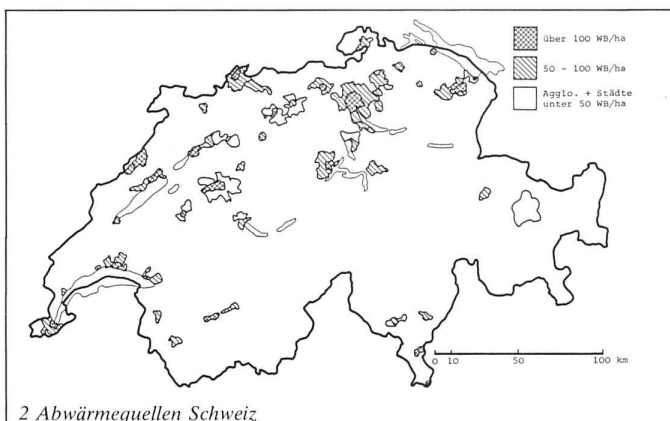 über 100 WB/ha
50 - 100 WB/ha
Agglo. + Städte
unter 50 WB/ha
0 10 50 100 km
2 Abwärmequellen Schweiz